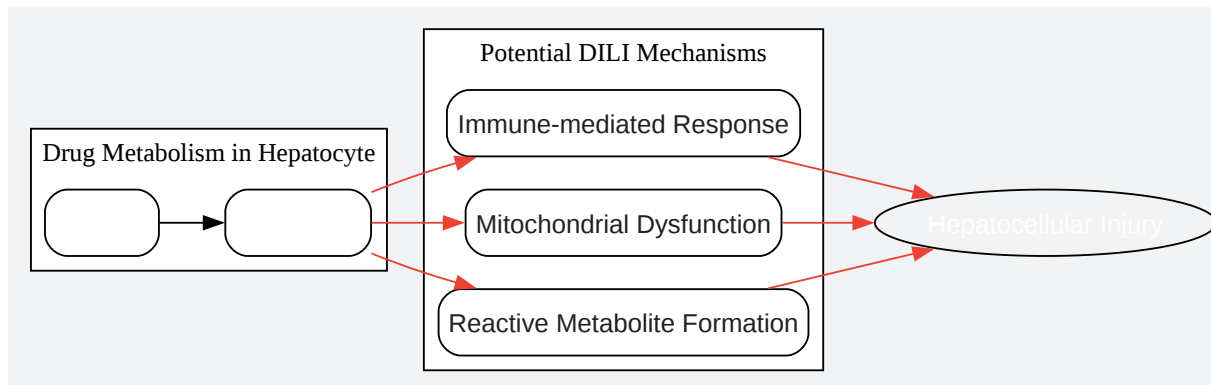 Potential DILI Mechanisms
Immune-mediated Response
Drug Metabolism in Hepatocyte
Mitochondrial Dysfunction
Hepatocellular Injury
Reactive Metabolite Formation